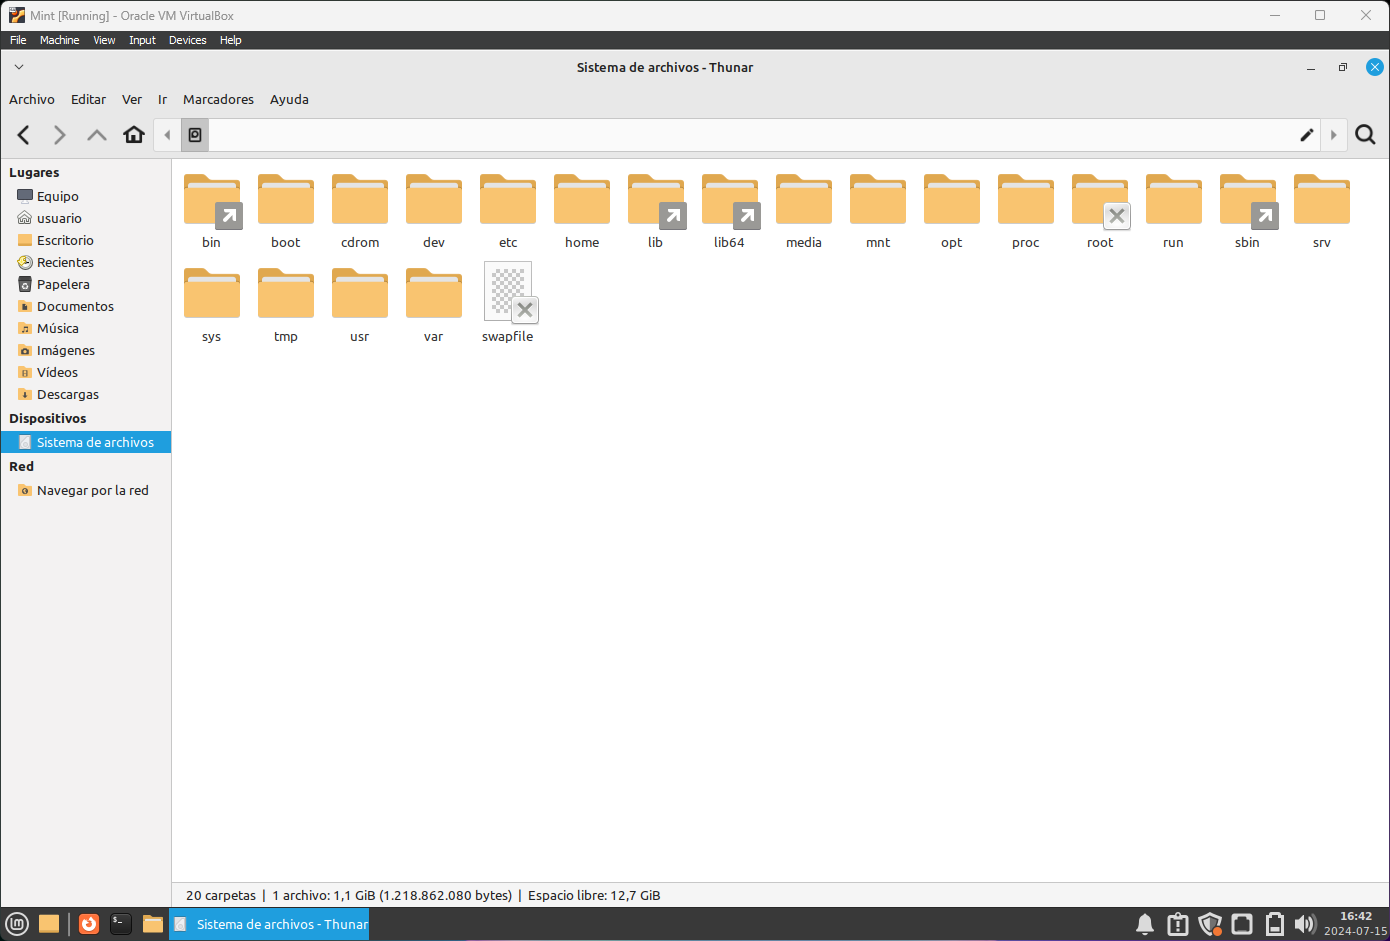 Mint [Running] - Oracle VM VirtualBox
File Machine View Input Devices Help
Sistema de archivos - Thunar
Archivo Editar Ver Ir Marcadores Ayuda
Lugares
Equipo
usuario
Escritorio
Recientes
Papelera
Documentos
Música
Imágenes
Vídeos
Descargas
Dispositivos
Sistema de archivos
Red
Navegar por la red
bin boot cdrom dev etc home lib lib64 media mnt opt proc root run sbin srv
sys tmp usr var swapfile
20 carpetas | 1 archivo: 1,1 GiB (1.218.862.080 bytes) | Espacio libre: 12,7 GiB
Sistema de archivos - Thunar
16:42
2024-07-15